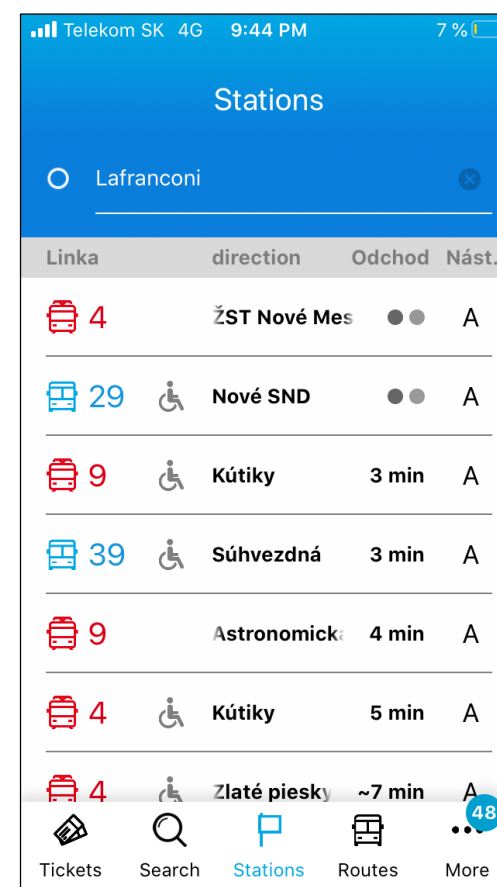 Telekom SK 4G 9:44 PM 7 %
Stations
Lafranconi
Linka direction Odchod Nást.
4 ŽST Nové Mes A
29 Nové SND A
9 Kútiky 3 min A
39 Súhvezdná 3 min A
9 Astronomická 4 min A
4 Kútiky 5 min A
4 Zlaté piesky ~7 min A
48
Tickets Search Stations Routes More